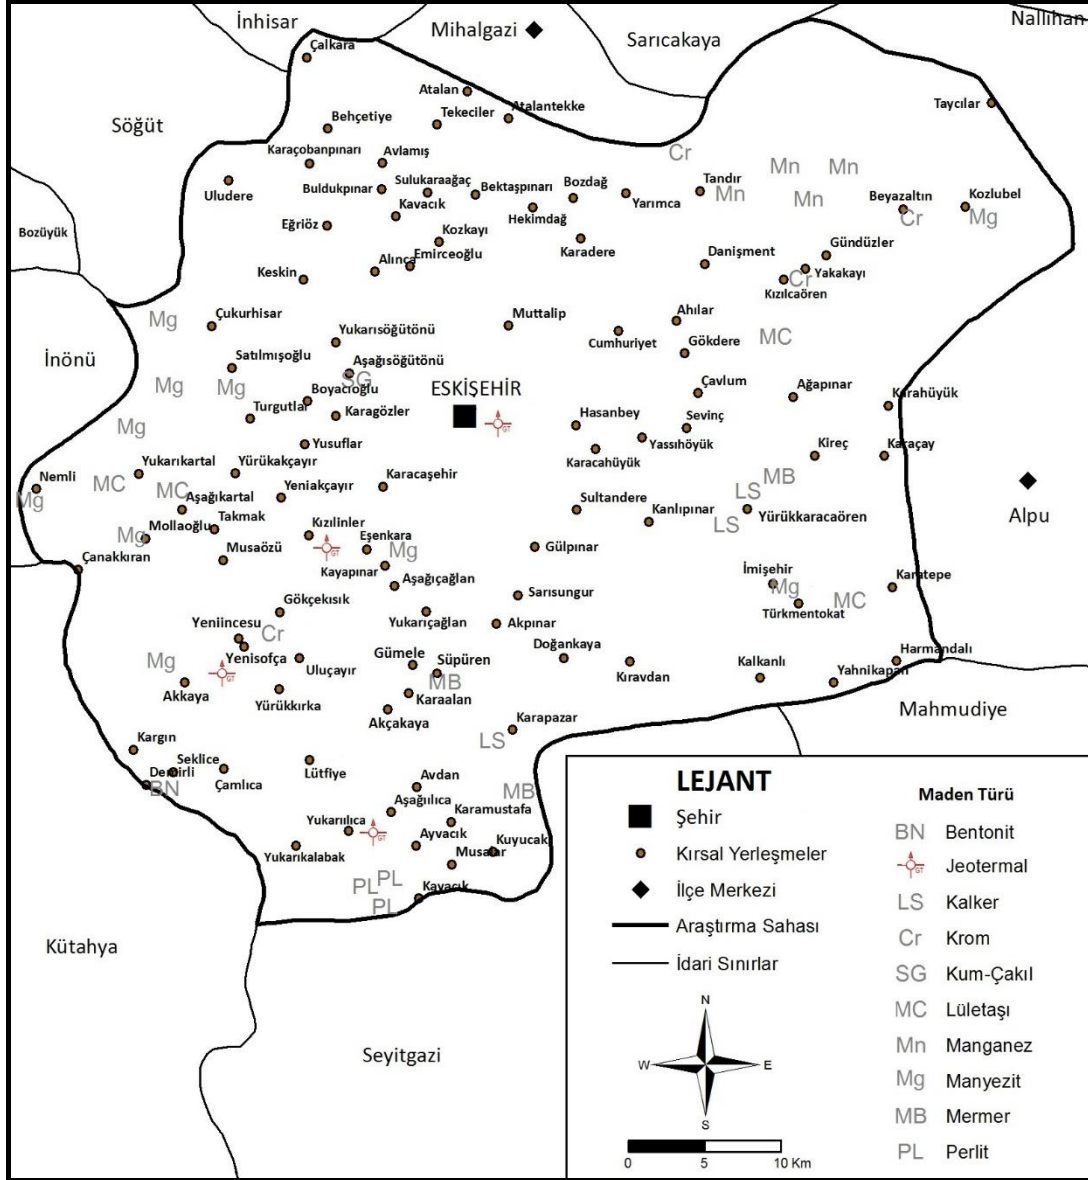 İnhisar
Mihalgazi
Sarıcakaya
Nallıhan
Çalkara
Atalan
Tekeciler
Atalantekke
Taycılar
Söğüt
Behçetiye
Karaçobanpınarı
Avlamış
Cr
Mn
Mn
Uludere
Buldukpınar
Sulukaraağaç
Bektaşpınarı
Bozdağ
Yarımca
Tandır
Mn
Mn
Beyazaltın
Kozlubel
Cr
Mg
Kavacık
Hekimdağ
Eğriöz
Bozüyük
Kozkayı
Emirceoğlu
Karadere
Danişment
Gündüzler
Yakakayı
Cr
Kızılcaören
Keskin
Alınca
Mg
Çukurhisar
Muttalip
Ahılar
Cumhuriyet
MC
Gökdere
İnönü
Yukarısöğütönü
Satılmışoğlu
Aşağısöğütönü
SG
Mg
Mg
Boyacıoğlu
ESKİŞEHİR
GT
Çavlum
Ağapınar
Karahüyük
Turgutlar
Karagözler
Hasanbey
Sevinç
Mg
Yusuflar
Karacahüyük
Yassıhöyük
Kireç
Karaçay
Nemli
Mg
Yukarıkartal
MC
MC
Yürükakçayır
Yeniakçayır
Karacaşehir
MB
LS
LS
Yürükkaracaören
Sultandere
Kanlıpınar
Alpu
Aşağıkartal
Takmak
Mg
Mollaoğlu
Kızılinler
GT
Eşenkara
Mg
Gülpınar
Çanakkıran
Musaözü
Kayapınar
Aşağıçağlan
İmişehir
Mg
Türkmentokat
MC
Karatepe
Gökçekısık
Yukarıçağlan
Sarısungur
Akpınar
Yeniincesu
Cr
Yenisofça
Mg
GT
Akkaya
Uluçayır
Yürükkırka
Gümele
Süpüren
MB
Karaalan
Akçakaya
Doğankaya
Kıravdan
Kalkanlı
Yahnikapan
Harmandalı
Mahmudiye
Karapazar
LS
Kargın
Seklice
Demirli
BN
Çamlıca
Lütfiye
Avdan
MB
Aşağıılıca
Karamustafa
Yukarıılıca
GT
Ayvacık
Kuyucak
Musalar
Yukarıkalabak
PL
PL
PL
Kavacık
Kütahya
Seyitgazi
LEJANT
Şehir
Kırsal Yerleşmeler
İlçe Merkezi
Araştırma Sahası
İdari Sınırlar
N
W
E
S
0
5
10 Km
Maden Türü
BN Bentonit
GT Jeotermal
LS Kalker
Cr Krom
SG Kum-Çakıl
MC Lületaşı
Mn Manganez
Mg Manyezit
MB Mermer
PL Perlit